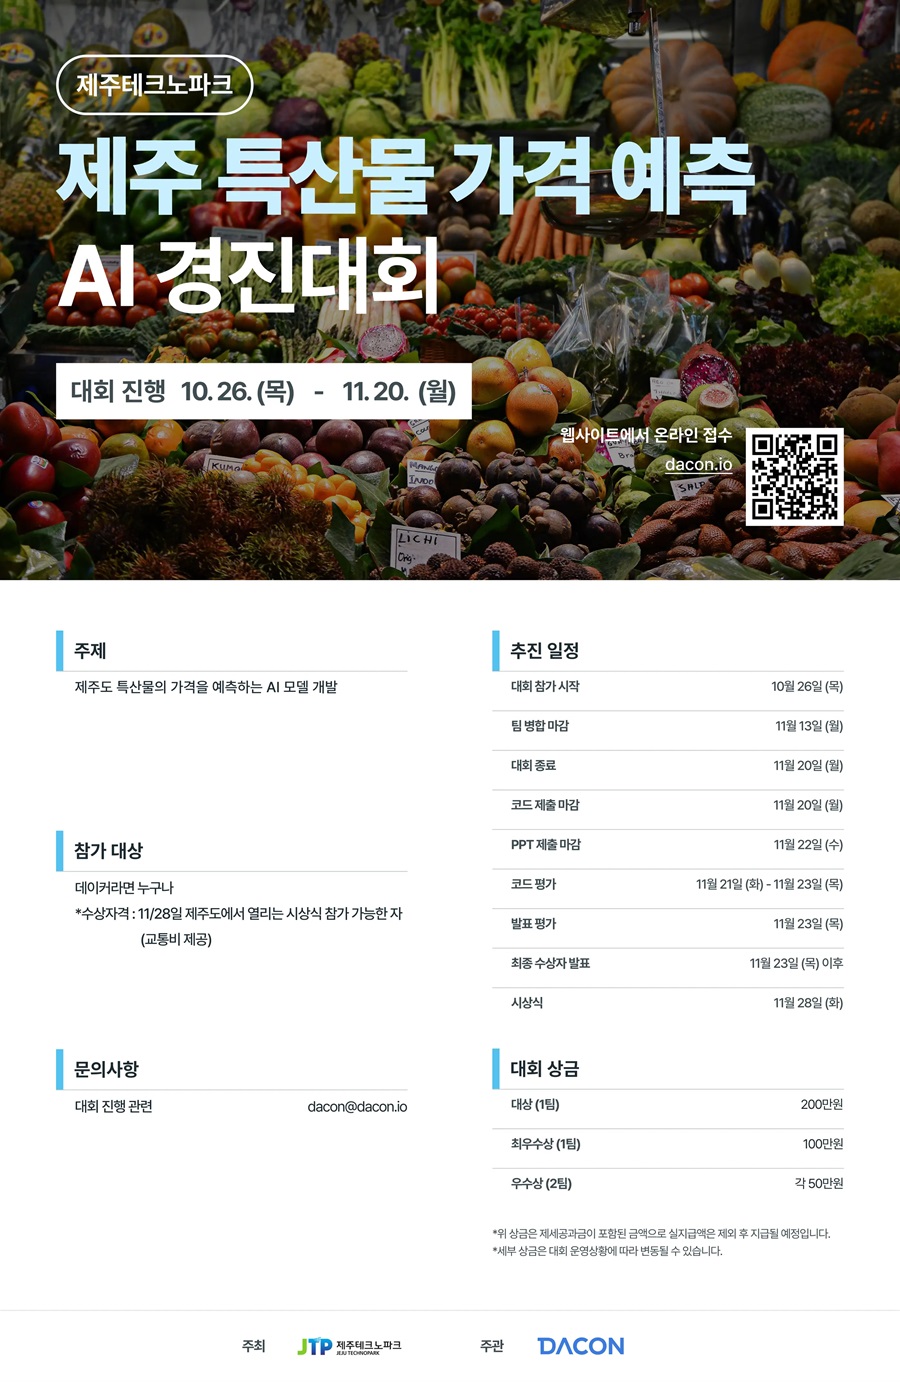 제주테크노파크
제주 특산물 가격 예측
AI 경진대회
대회 진행 10. 26. (목) - 11. 20. (월)
웹사이트에서 온라인 접수
dacon.io
KUMO
LICHI
주제
제주도 특산물의 가격을 예측하는 AI 모델 개발
참가 대상
데이커라면 누구나
*수상자격 : 11/28일 제주도에서 열리는 시상식 참가 가능한 자
(교통비 제공)
문의사항
대회 진행 관련 dacon@dacon.io
추진 일정
대회 참가 시작 10월 26일 (목)
팀 병합 마감 11월 13일 (월)
대회 종료 11월 20일 (월)
코드 제출 마감 11월 20일 (월)
PPT 제출 마감 11월 22일 (수)
코드 평가 11월 21일 (화) - 11월 23일 (목)
발표 평가 11월 23일 (목)
최종 수상자 발표 11월 23일 (목) 이후
시상식 11월 28일 (화)
대회 상금
대상 (1팀) 200만원
최우수상 (1팀) 100만원
우수상 (2팀) 각 50만원
*위 상금은 제세공과금이 포함된 금액으로 실지급액은 제외 후 지급될 예정입니다.
*세부 상금은 대회 운영상황에 따라 변동될 수 있습니다.
주최 JTP 제주테크노파크 JEJU TECHNOPARK 주관 DACON